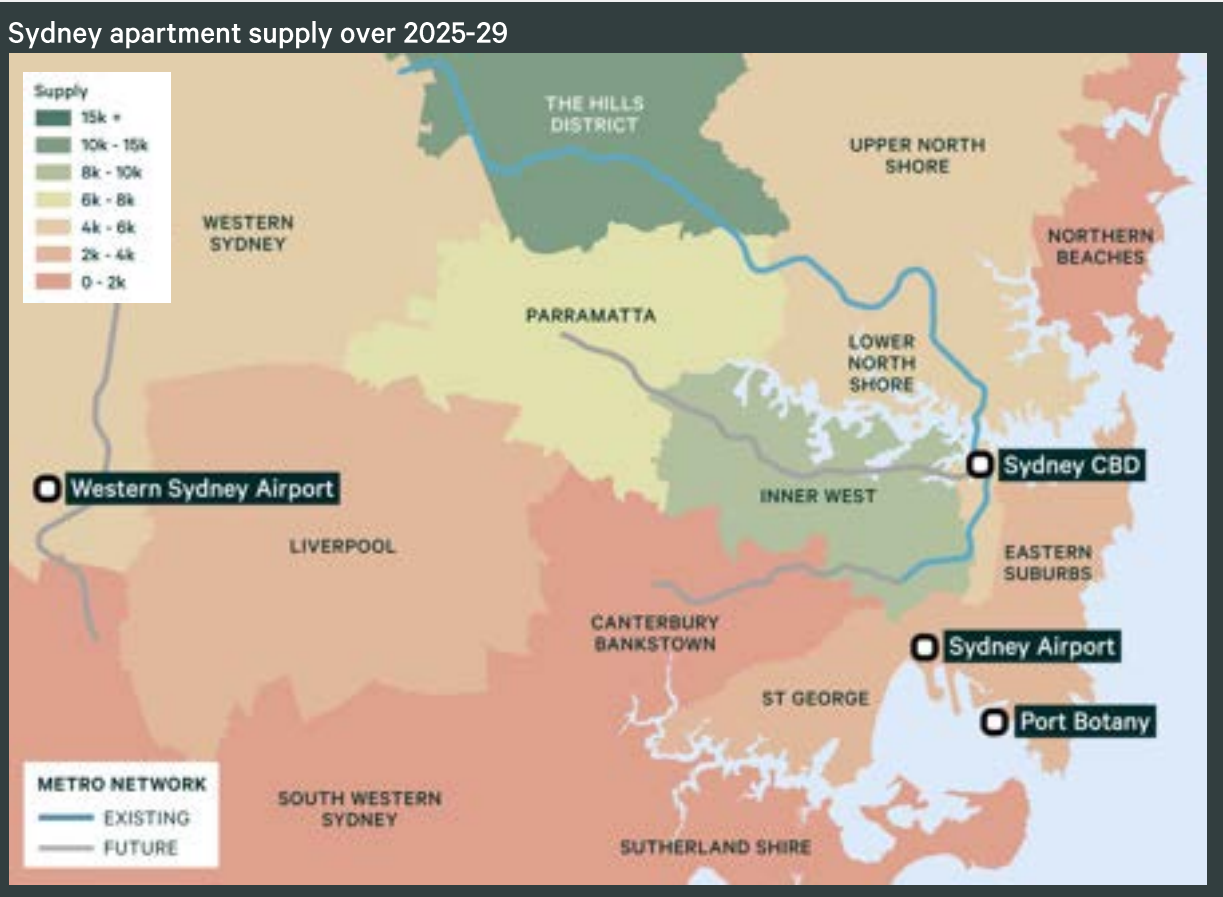 Sydney apartment supply over 2025-29
Supply
15k +
10k - 15k
8k - 10k
6k - 8k
4k - 6k
2k - 4k
0 - 2k
THE HILLS
DISTRICT
UPPER NORTH
SHORE
WESTERN
SYDNEY
NORTHERN
BEACHES
PARRAMATTA
LOWER
NORTH
SHORE
Sydney CBD
Western Sydney Airport
INNER WEST
LIVERPOOL
EASTERN
SUBURBS
CANTERBURY
BANKSTOWN
Sydney Airport
ST GEORGE
Port Botany
METRO NETWORK
EXISTING
FUTURE
SOUTH WESTERN
SYDNEY
SUTHERLAND SHIRE